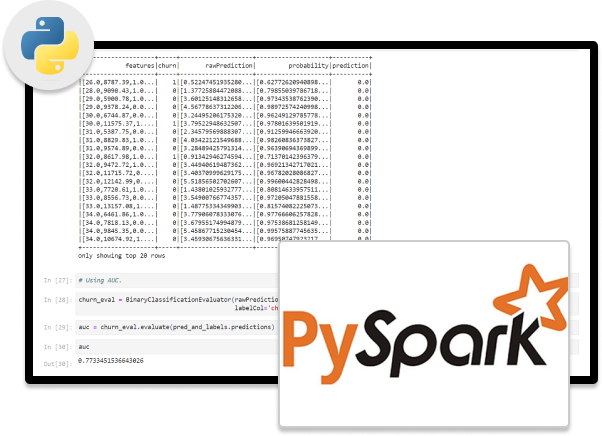 features|churn| rawPrediction| probability|prediction|
|[26.0,8787.39,1.0...| 1|[0.52247451935280...|[0.62772620940898...| 0.0|
|[28.0,9090.43,1.0...| 0|[1.37725884472088...|[0.79855039786718...| 0.0|
|[29.0,5900.78,1.0...| 0|[3.60125148312658...|[0.97343538762390...| 0.0|
|[29.0,9378.24,0.0...| 0|[4.56778637312206...|[0.98972574240998...| 0.0|
|[30.0,6744.87,0.0...| 0|[3.24495206175320...|[0.96249129785778...| 0.0|
|[30.0,11575.37,1....| 1|[3.79522948632507...|[0.97801639501919...| 0.0|
|[31.0,5387.75,0.0...| 0|[2.34579569888307...|[0.91259946663920...| 0.0|
|[31.0,8829.83,1.0...| 0|[4.03422121549688...|[0.98260836373827...| 0.0|
|[31.0,9574.89,0.0...| 0|[3.28489425791314...|[0.96390694369899...| 0.0|
|[32.0,8617.98,1.0...| 1|[0.91342946274594...|[0.71370142396379...| 0.0|
|[32.0,9472.72,1.0...| 0|[3.44940619487362...|[0.96921342717021...| 0.0|
|[32.0,11715.72,0....| 0|[3.40370999629175...|[0.96782028086827...| 0.0|
|[32.0,12142.99,0....| 0|[5.51856502702607...|[0.99600442828498...| 0.0|
|[33.0,7720.61,1.0...| 0|[1.43801025932777...|[0.80814633957511...| 0.0|
|[33.0,8556.73,0.0...| 0|[3.54900766774357...|[0.97205047881558...| 0.0|
|[33.0,13157.08,1....| 0|[1.48775334349903...|[0.81574082225073...| 0.0|
|[34.0,6461.86,1.0...| 0|[3.77906078333076...|[0.97766606257828...| 0.0|
|[34.0,7818.13,0.0...| 0|[3.67955174994879...|[0.97538681258149...| 0.0|
|[34.0,9845.35,0.0...| 0|[5.45867715230454...|[0.99575887745635...| 0.0|
|[34.0,10674.92,1....| 0|[3.45930675636331...|[0.96950747923217...| 0.0|
only showing top 20 rows
In [27]: # Using AUC.
In [28]: churn_eval = BinaryClassificationEvaluator(rawPredictio
labelCol='ch
In [29]: auc = churn_eval.evaluate(pred_and_labels.predictions)
In [30]: auc
Out[30]: 0.7733451536643026
PySpark